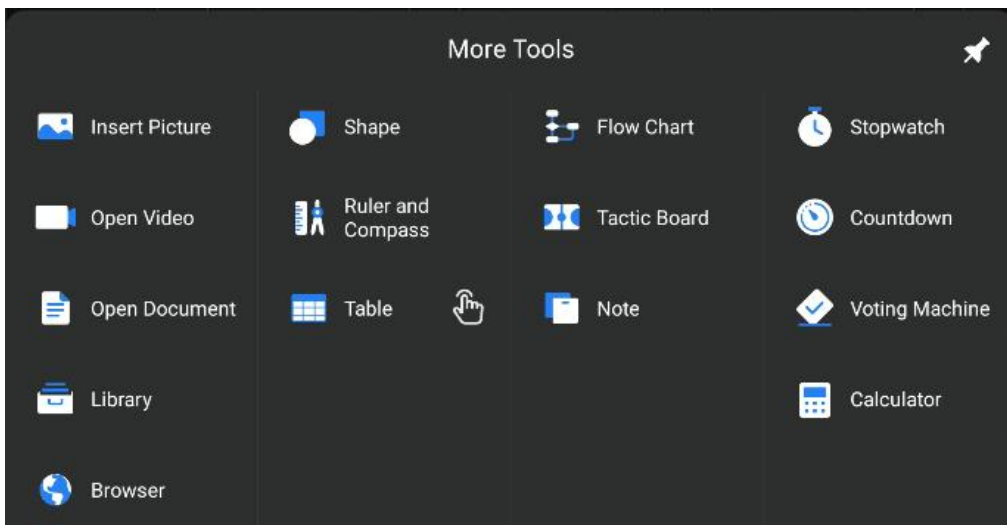 More Tools
Insert Picture
Open Video
Open Document
Library
Browser
Shape
Ruler and
Compass
Table
Flow Chart
Tactic Board
Note
Stopwatch
Countdown
Voting Machine
Calculator